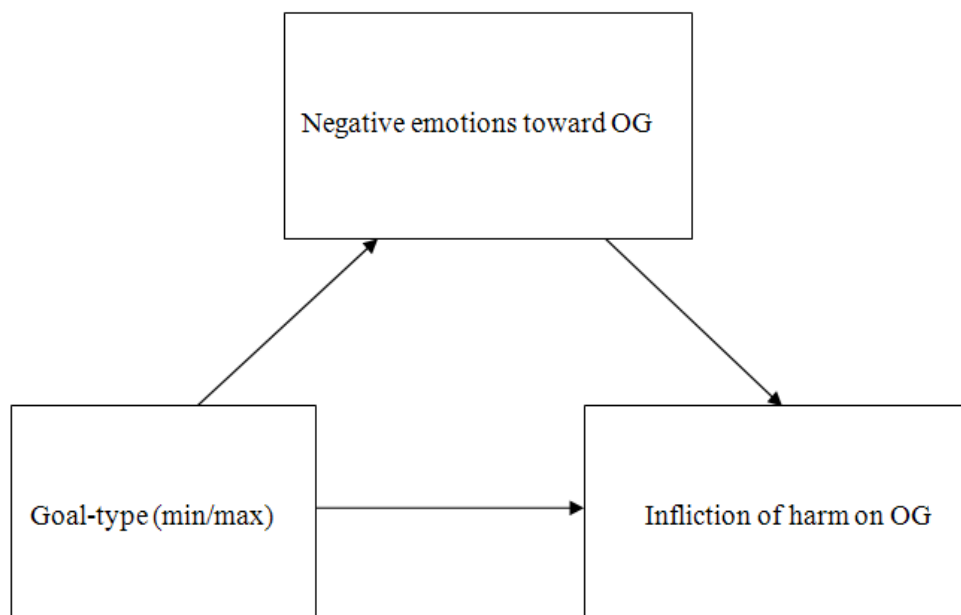 Negative emotions toward OG
Goal-type (min/max)
Infliction of harm on OG